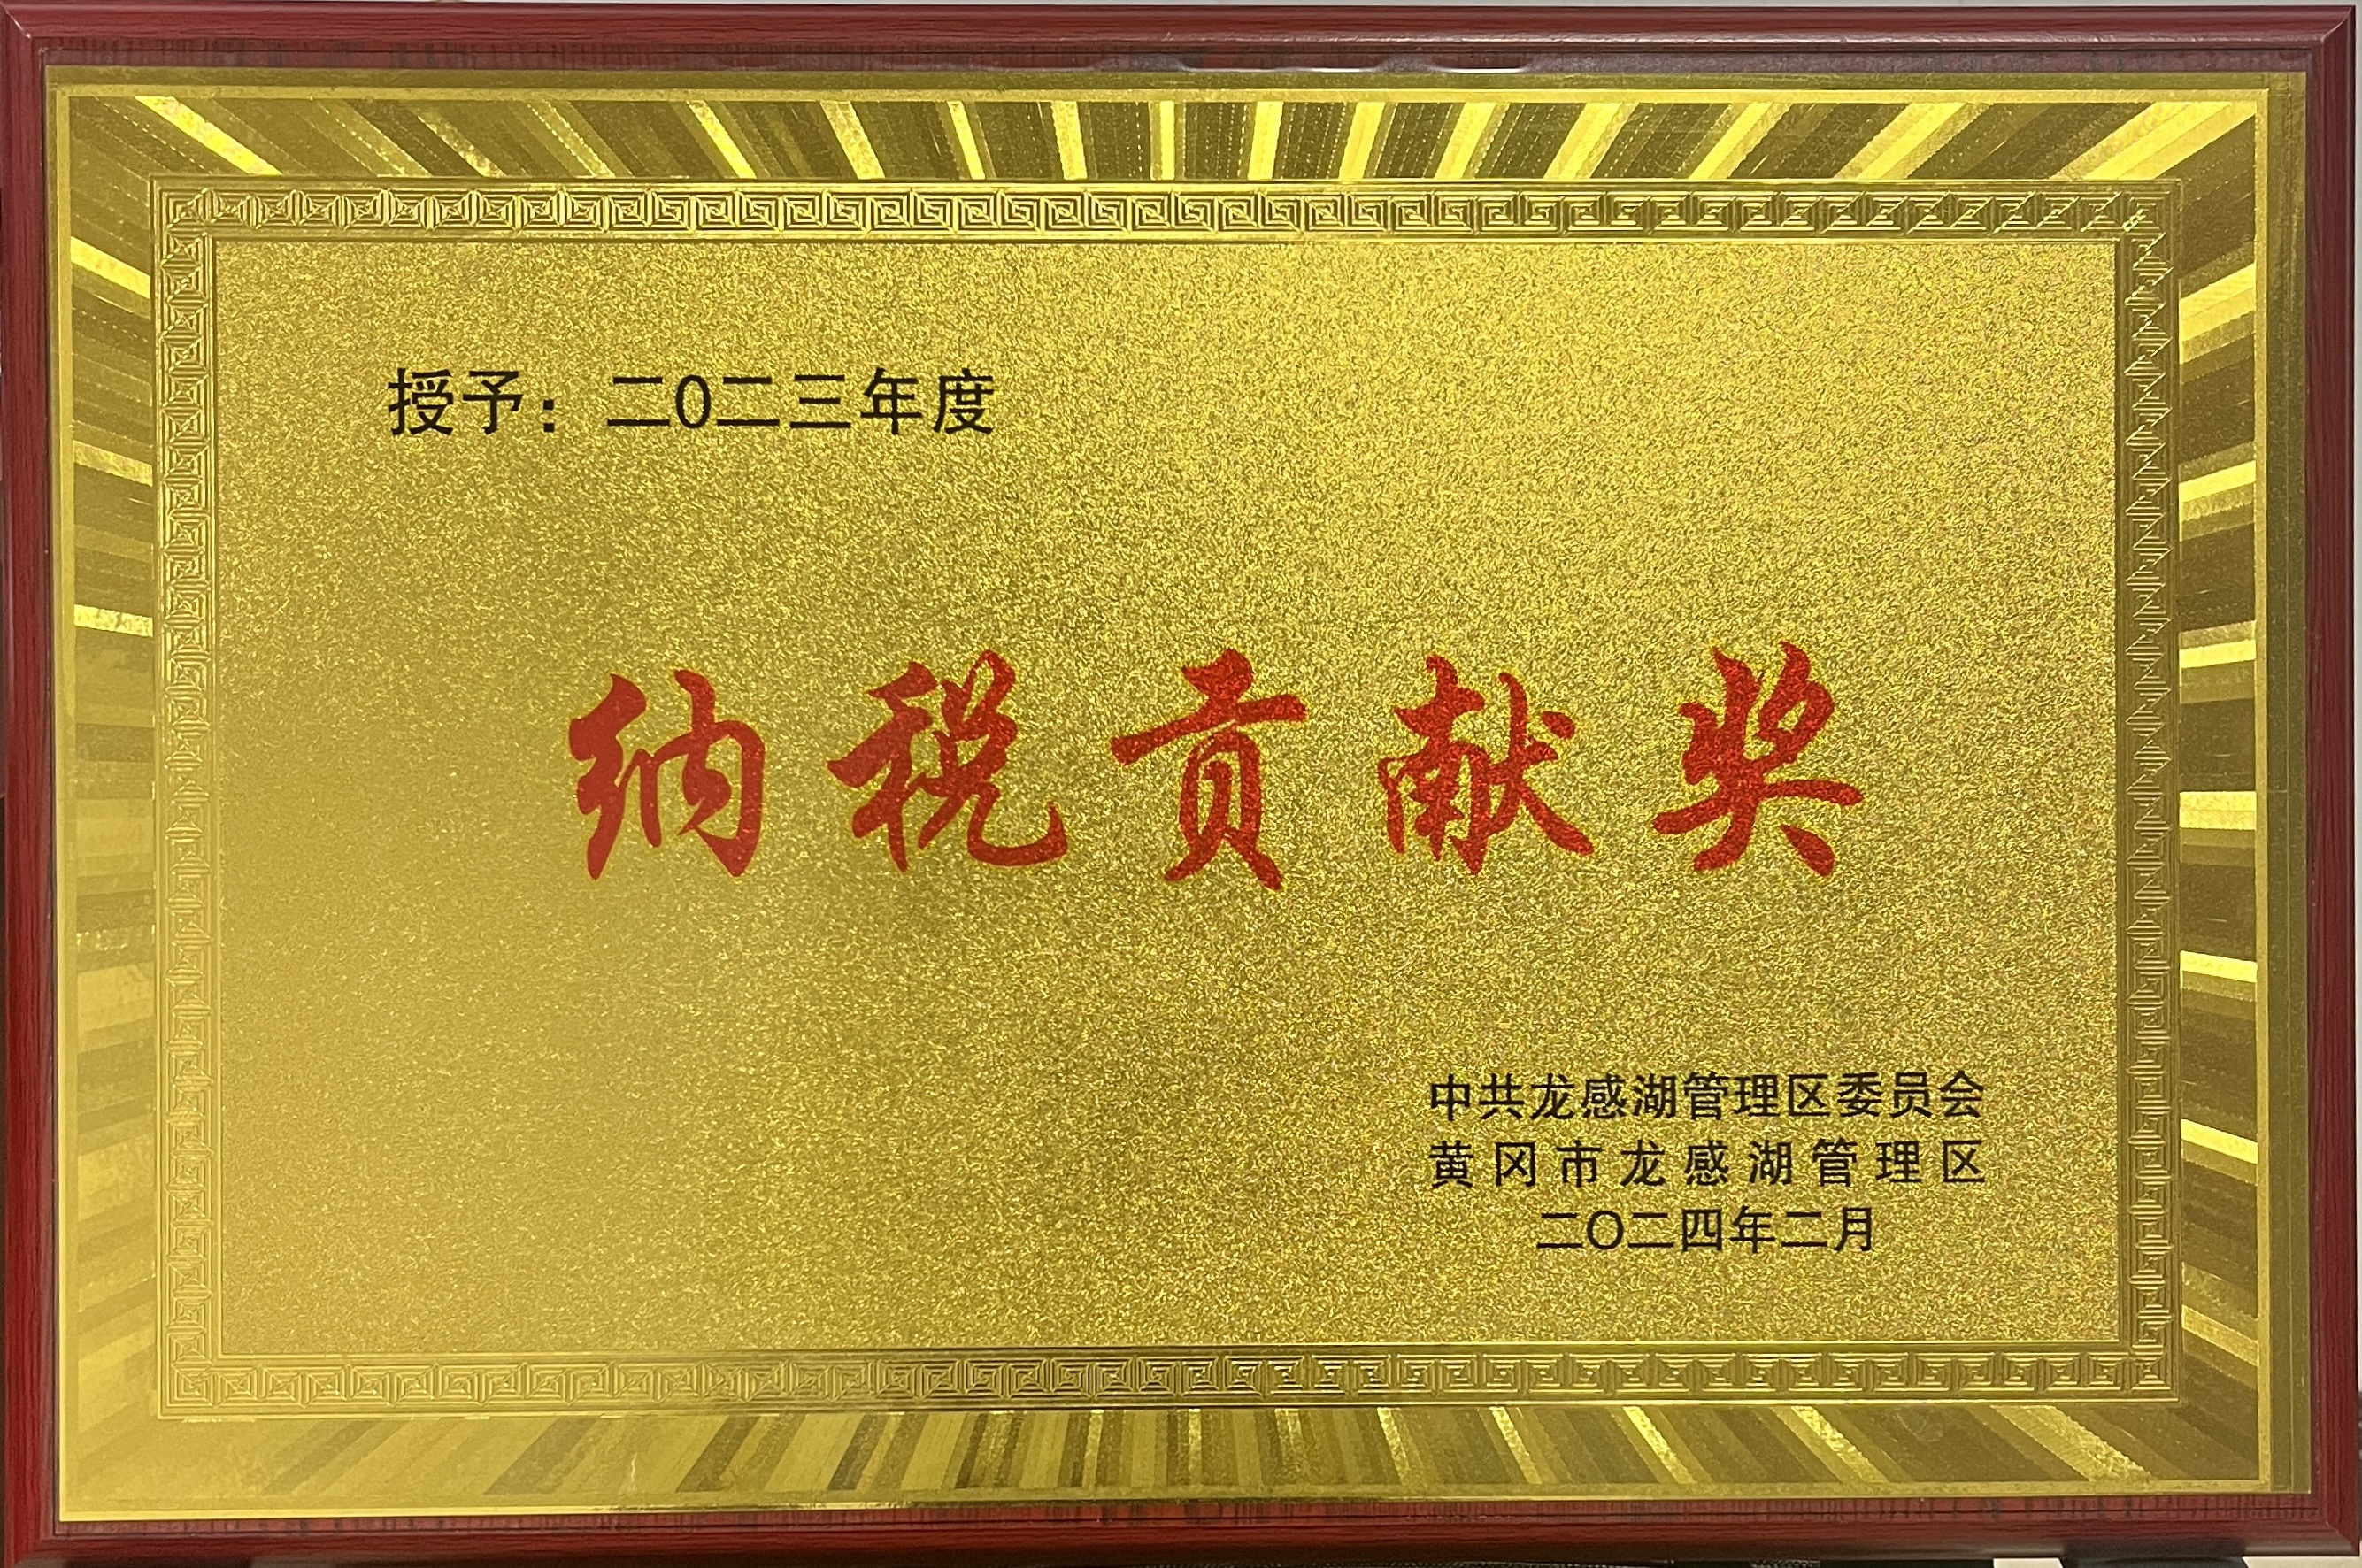 授予：二〇二三年度
纳税贡献奖
中共龙感湖管理区委员会
黄冈市龙感湖管理区
二〇二四年二月